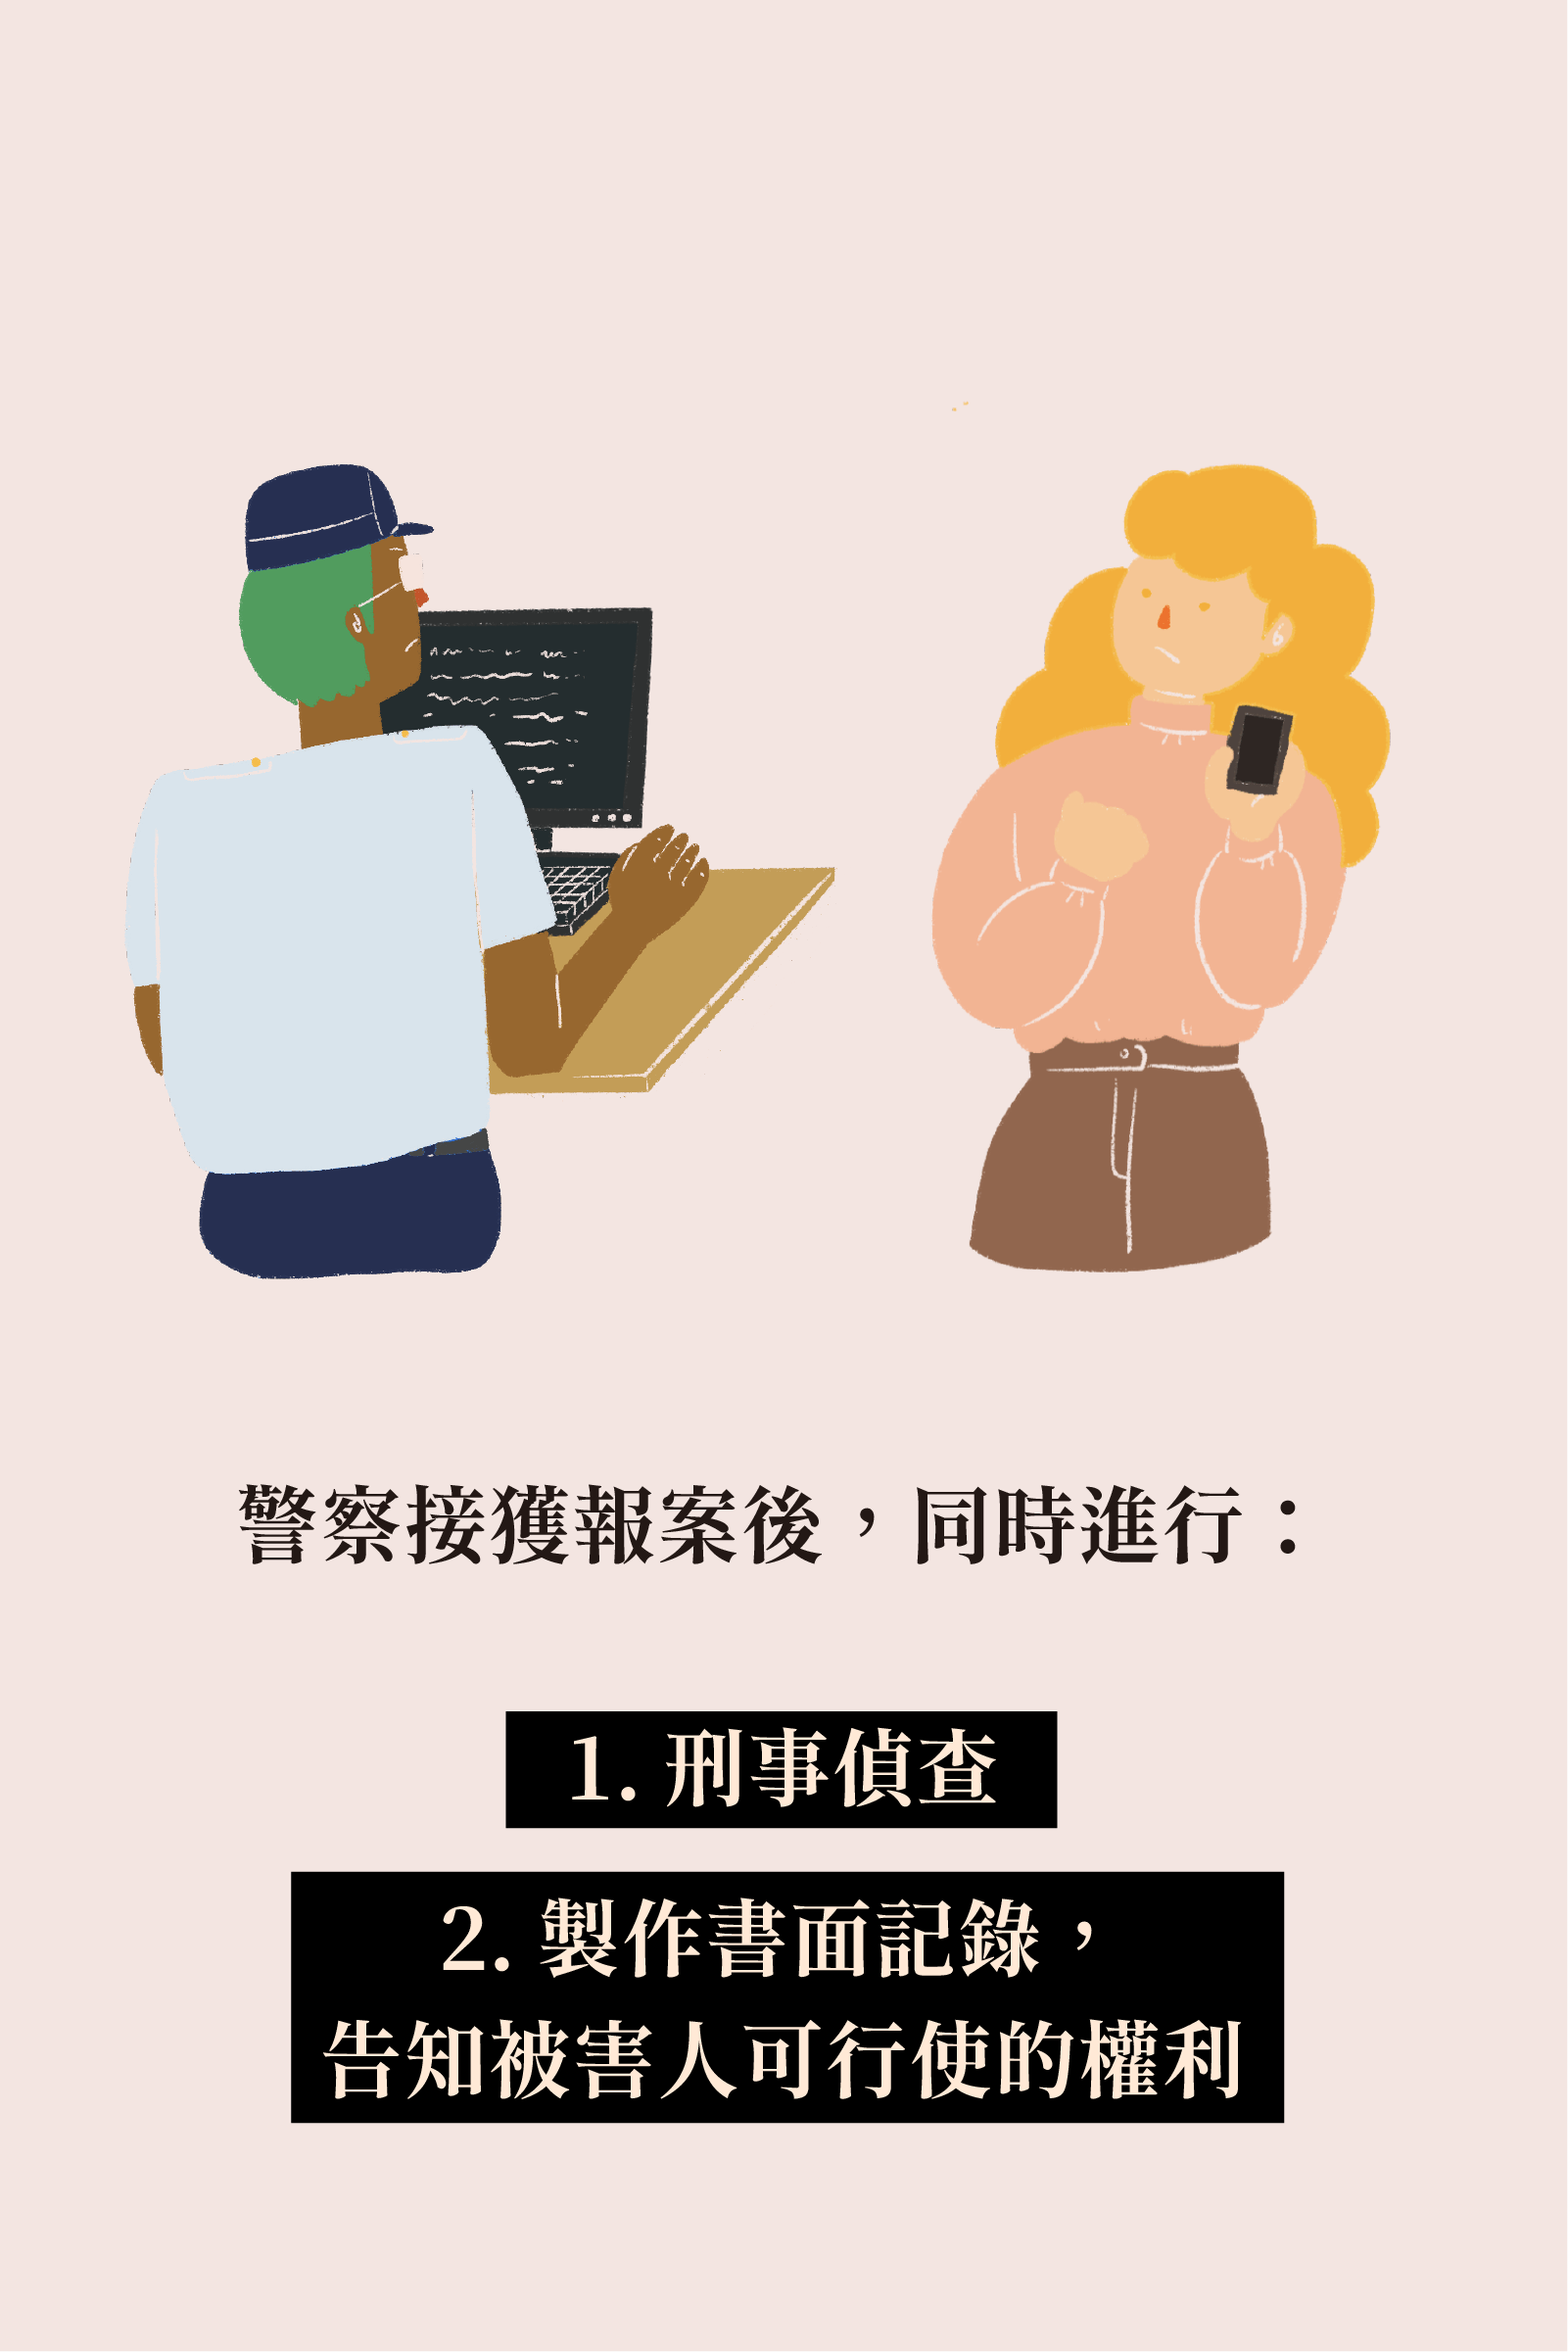 警察接獲報案後，同時進行：
1. 刑事偵查
2. 製作書面記錄，
告知被害人可行使的權利